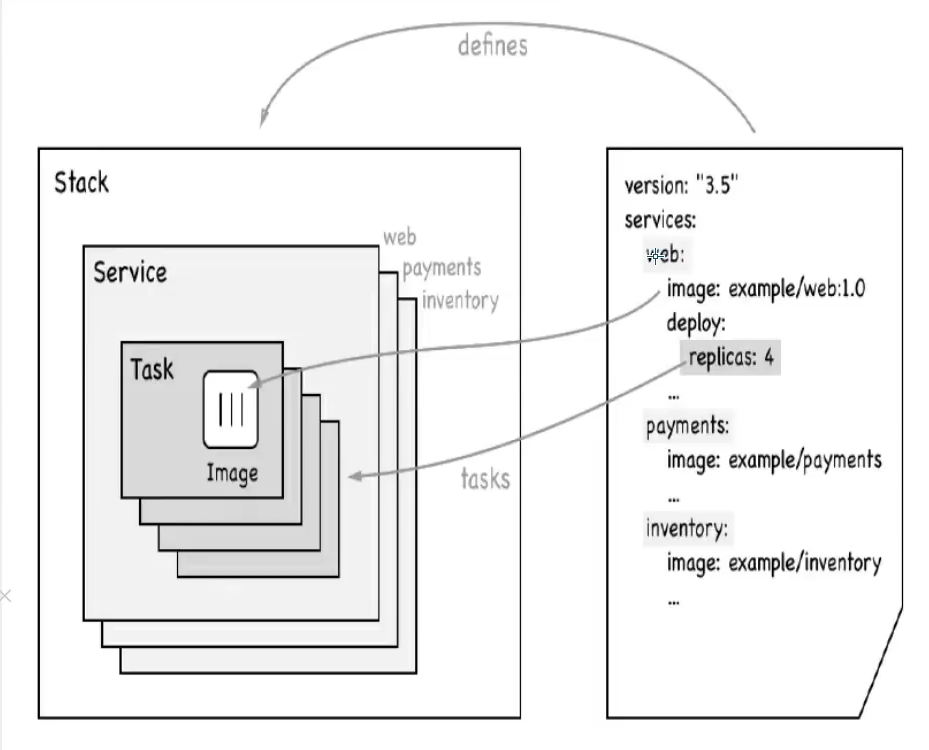 defines
Stack
web
payments
inventory
Service
Task
Image
tasks
version: "3.5"
services:
web:
image: example/web:1.0
deploy:
replicas: 4
...
payments:
image: example/payments
...
inventory:
image: example/inventory
...